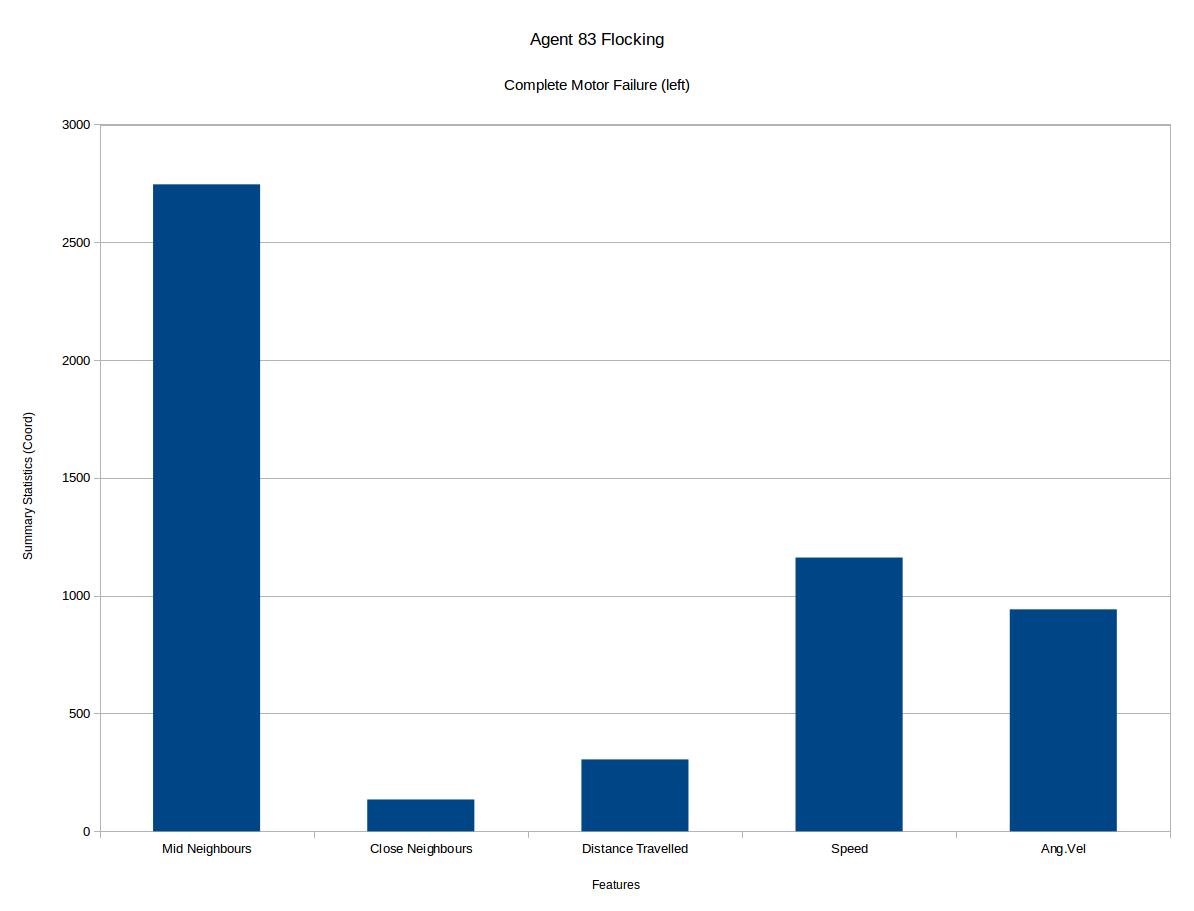 Agent 83 Flocking
Complete Motor Failure (left)
3000
2500
2000
1500
1000
500
0
Summary Statistics (Coord)
Mid Neighbours
Close Neighbours
Distance Travelled
Speed
Ang.Vel
Features